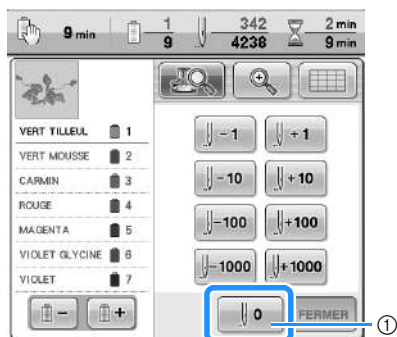 9 min 1 342 2 min
9 4238 9 min
VERT TILLEUL 1 -1 +1
VERT MOUSSE 2
CARMIN 3 -10 +10
ROUGE 4
MAGENTA 5 -100 +100
VIOLET GLYCINE 6
VIOLET 7 -1000 +1000
- + 0 FERMER ①